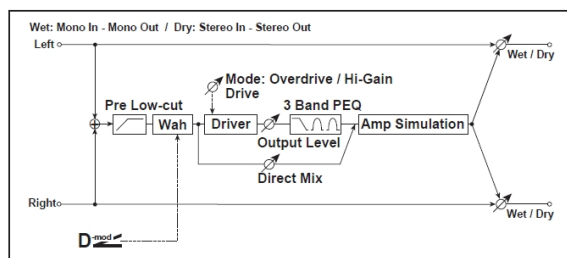 Wet: Mono In - Mono Out / Dry: Stereo In - Stereo Out
Left
Wet / Dry
Mode: Overdrive / Hi-Gain
Drive
Pre Low-cut
3 Band PEQ
Wah
Driver
Amp Simulation
Output Level
Direct Mix
Right
Wet / Dry
D-mod